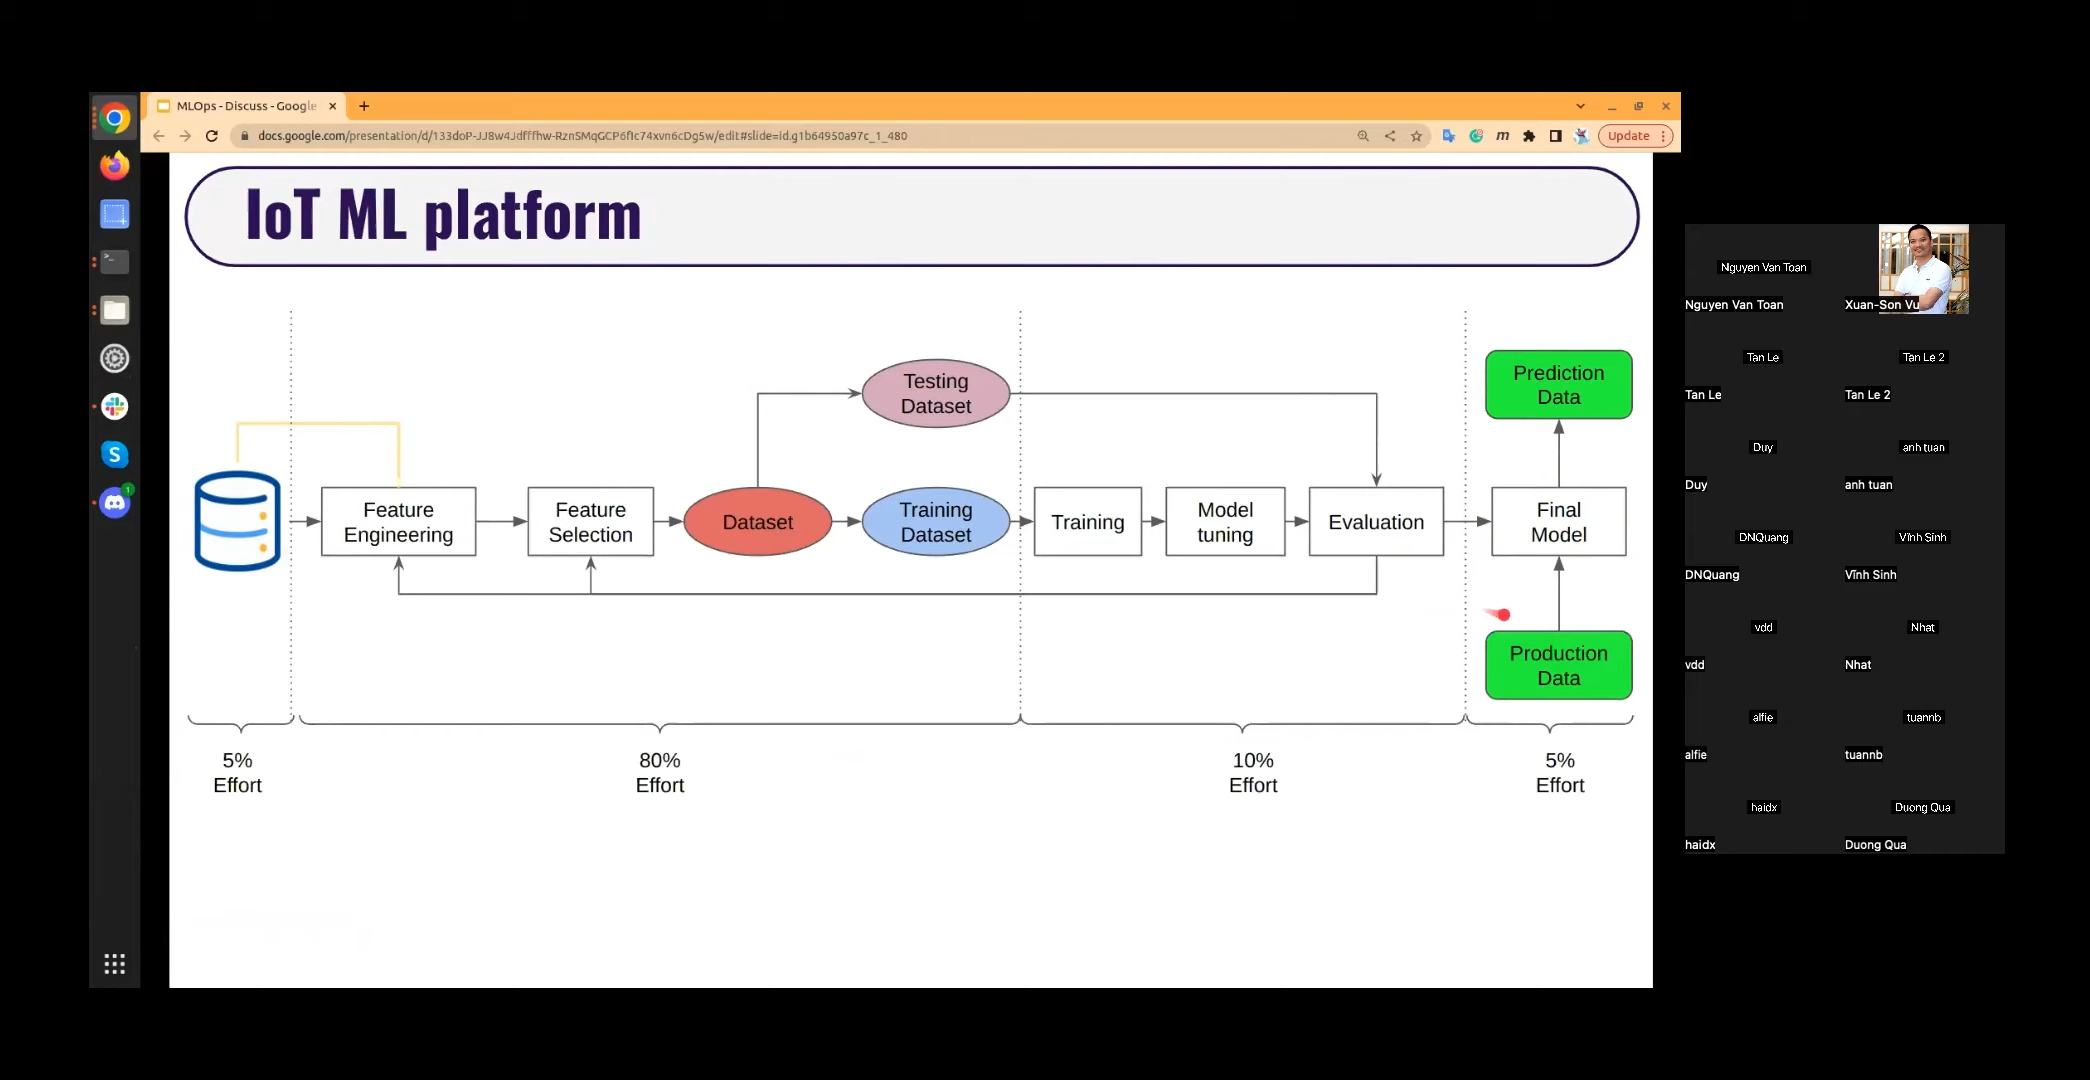 MLOps - Discuss - Google
docs.google.com/presentation/d/133doP-JJ8w4JdfffhW-RznSMqGCP6ftc74xvn6cDg5w/edit#slide=id.g1b64950a97c_1_480
Update
IoT ML platform
Testing
Dataset
Prediction
Data
Feature
Engineering
Feature
Selection
Dataset
Training
Dataset
Training
Model
tuning
Evaluation
Final
Model
Production
Data
5%
Effort
80%
Effort
10%
Effort
5%
Effort
Nguyen Van Toan
Nguyen Van Toan
Xuan-Son Vu
Tan Le
Tan Le 2
Tan Le
Tan Le 2
Duy
anh tuan
Duy
anh tuan
DNQuang
Vĩnh Sinh
DNQuang
Vĩnh Sinh
vdd
Nhat
vdd
Nhat
alfie
tuannb
alfie
tuannb
haidx
Duong Qua
haidx
Duong Qua